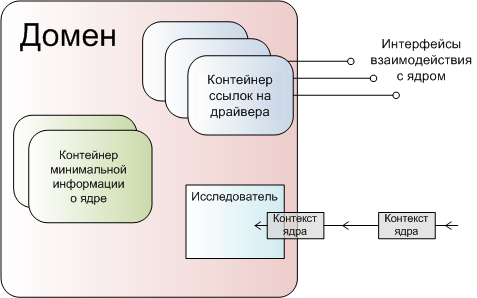 Домен
Контейнер
ссылок на
драйвера
Интерфейсы
взаимодействия
с ядром
Контейнер
минимальной
информации
о ядре
Исследователь
Контекст
ядра
Контекст
ядра